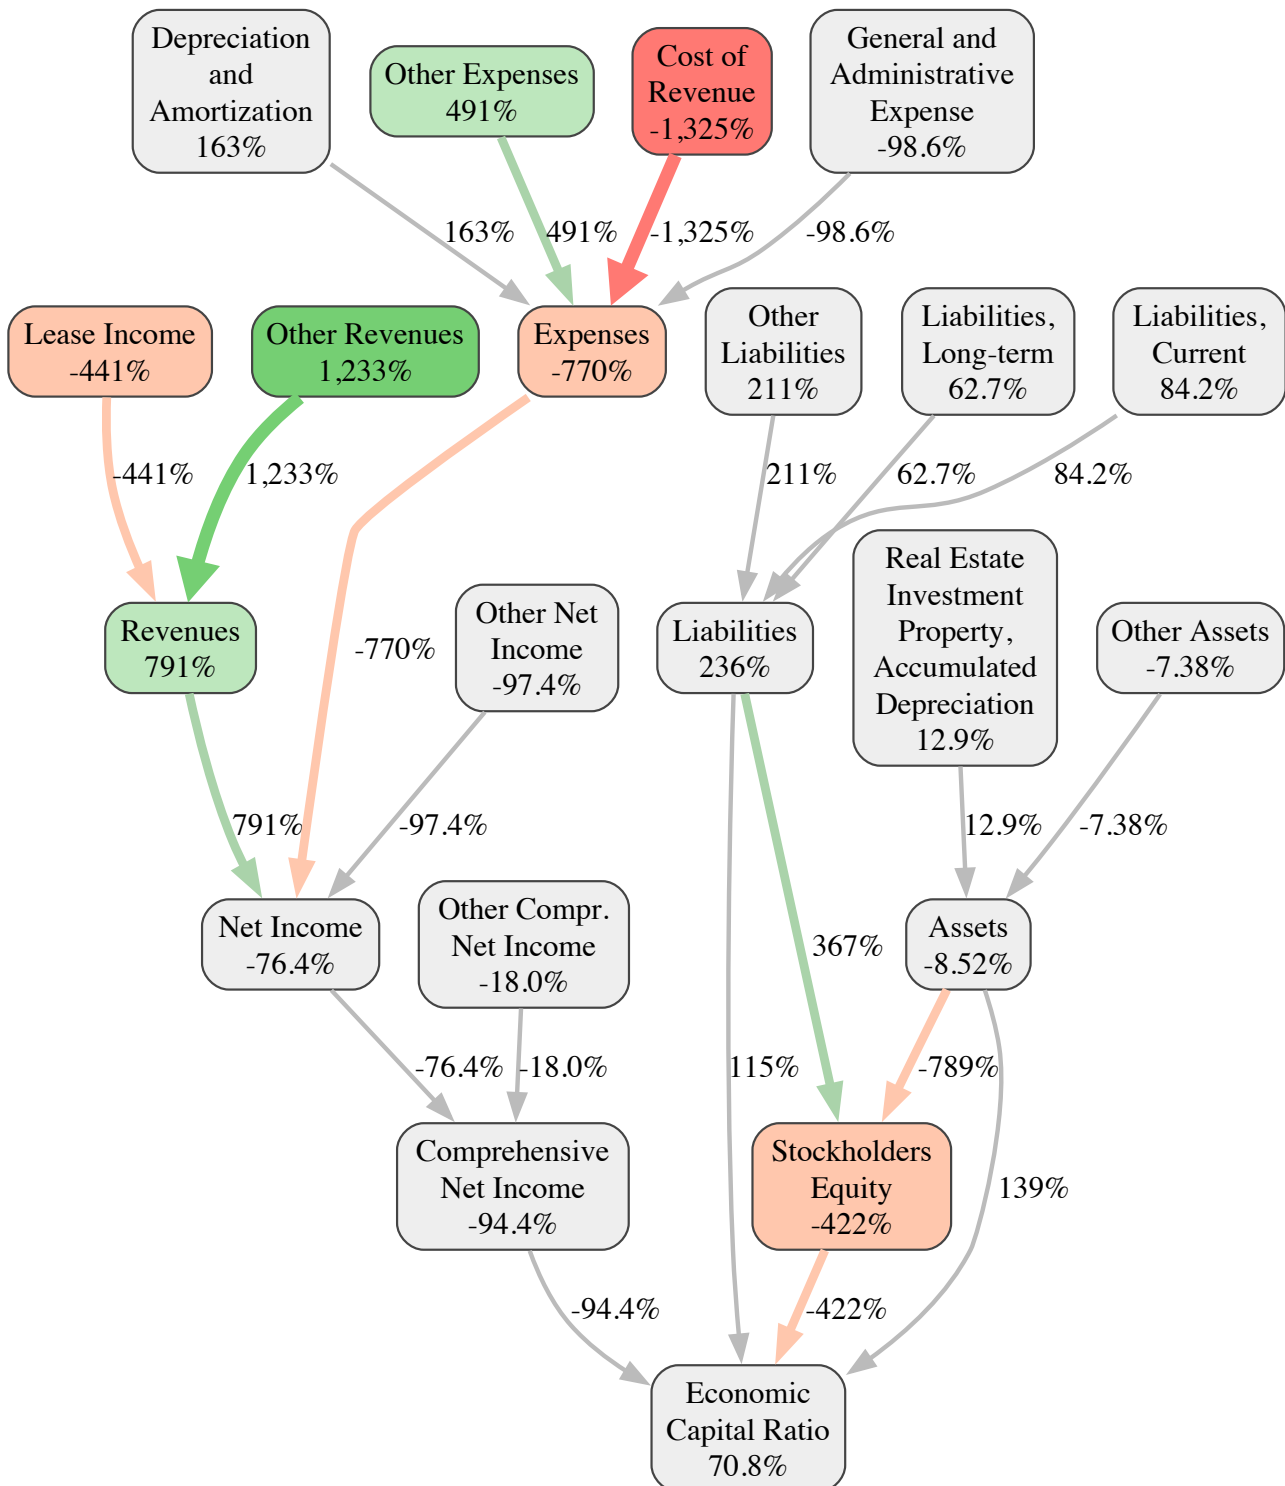 Depreciation
and
Amortization
163%
Other Expenses
491%
Cost of
Revenue
-1,325%
General and
Administrative
Expense
-98.6%
163%
491%
-1,325%
-98.6%
Lease Income
-441%
Other Revenues
1,233%
Expenses
-770%
Other
Liabilities
211%
Liabilities,
Long-term
62.7%
Liabilities,
Current
84.2%
-441%
1,233%
211%
62.7%
84.2%
Revenues
791%
-770%
Other Net
Income
-97.4%
Liabilities
236%
Real Estate
Investment
Property,
Accumulated
Depreciation
12.9%
Other Assets
-7.38%
791%
-97.4%
12.9%
-7.38%
Net Income
-76.4%
Other Compr.
Net Income
-18.0%
367%
Assets
-8.52%
-76.4%
-18.0%
115%
-789%
Comprehensive
Net Income
-94.4%
Stockholders
Equity
-422%
139%
-94.4%
-422%
Economic
Capital Ratio
70.8%